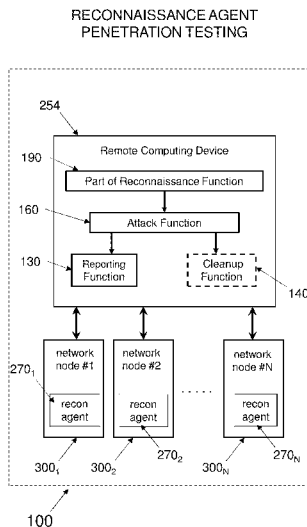 RECONNAISSANCE AGENT
PENETRATION TESTING
254
Remote Computing Device
190
Part of Reconnaissance Function
160
Attack Function
130
Reporting
Function
Cleanup
Function
140
network
node #1
network
node #2
.....
network
node #N
270₁
recon
agent
recon
agent
recon
agent
300₁
300₂
270₂
300N
270N
100